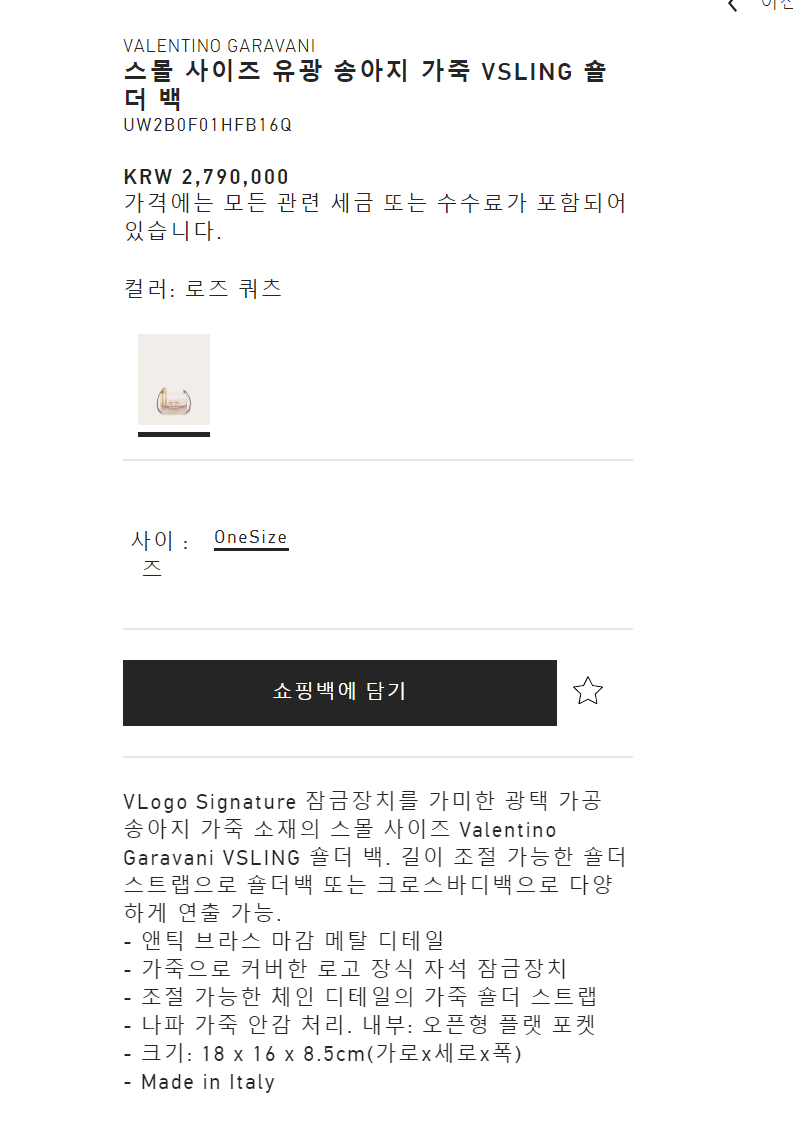 VALENTINO GARAVANI
스몰 사이즈 유광 송아지 가죽 VSLING 숄
더 백
UW2B0F01HFB16Q
KRW 2,790,000
가격에는 모든 관련 세금 또는 수수료가 포함되어
있습니다.
컬러: 로즈 쿼츠
사이 : OneSize
즈
쇼핑백에 담기
VLogo Signature 잠금장치를 가미한 광택 가공
송아지 가죽 소재의 스몰 사이즈 Valentino
Garavani VSLING 숄더 백. 길이 조절 가능한 숄더
스트랩으로 숄더백 또는 크로스바디백으로 다양
하게 연출 가능.
- 앤틱 브라스 마감 메탈 디테일
- 가죽으로 커버한 로고 장식 자석 잠금장치
- 조절 가능한 체인 디테일의 가죽 숄더 스트랩
- 나파 가죽 안감 처리. 내부: 오픈형 플랫 포켓
- 크기: 18 x 16 x 8.5cm(가로x세로x폭)
- Made in Italy